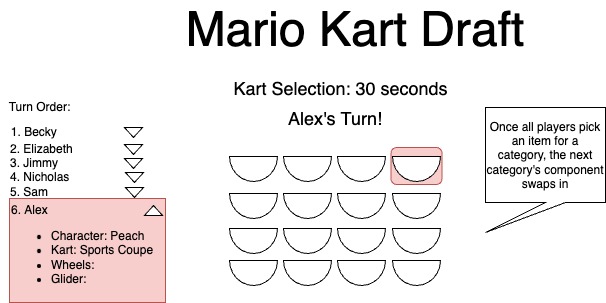 Mario Kart Draft
Kart Selection: 30 seconds
Alex's Turn!
Turn Order:
1. Becky
2. Elizabeth
3. Jimmy
4. Nicholas
5. Sam
6. Alex
• Character: Peach
• Kart: Sports Coupe
• Wheels:
• Glider:
Once all players pick
an item for a
category, the next
category's component
swaps in